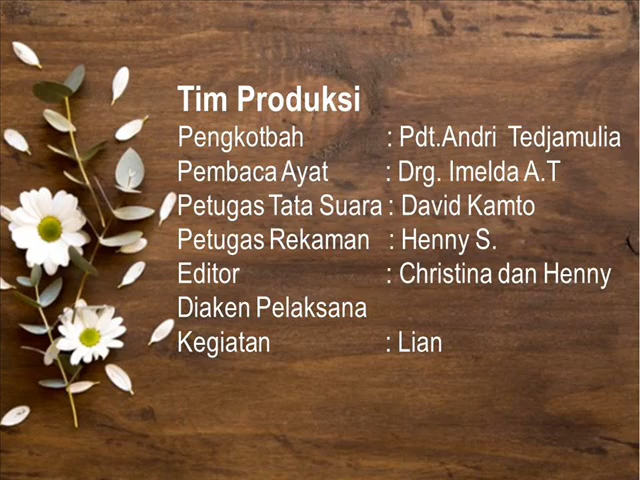 Tim Produksi
Pengkotbah : Pdt.Andri Tedjamulia
Pembaca Ayat : Drg. Imelda A.T
Petugas Tata Suara : David Kamto
Petugas Rekaman : Henny S.
Editor : Christina dan Henny
Diaken Pelaksana
Kegiatan : Lian